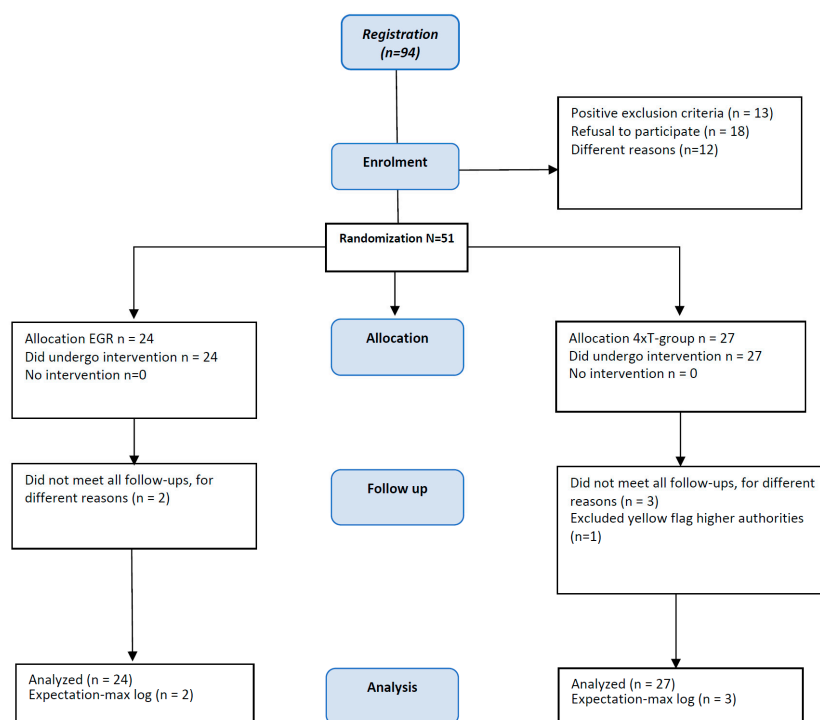 Registration
(n=94)
Positive exclusion criteria (n = 13)
Refusal to participate (n = 18)
Different reasons (n=12)
Enrolment
Randomization N=51
Allocation EGR n = 24
Did undergo intervention n = 24
No intervention n=0
Allocation
Allocation 4xT-group n = 27
Did undergo intervention n = 27
No intervention n = 0
Did not meet all follow-ups, for
different reasons (n = 2)
Follow up
Did not meet all follow-ups, for different
reasons (n = 3)
Excluded yellow flag higher authorities
(n=1)
Analyzed (n = 24)
Expectation-max log (n = 2)
Analysis
Analyzed (n = 27)
Expectation-max log (n = 3)